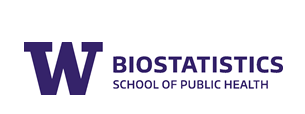 W
BIOSTATISTICS
SCHOOL OF PUBLIC HEALTH